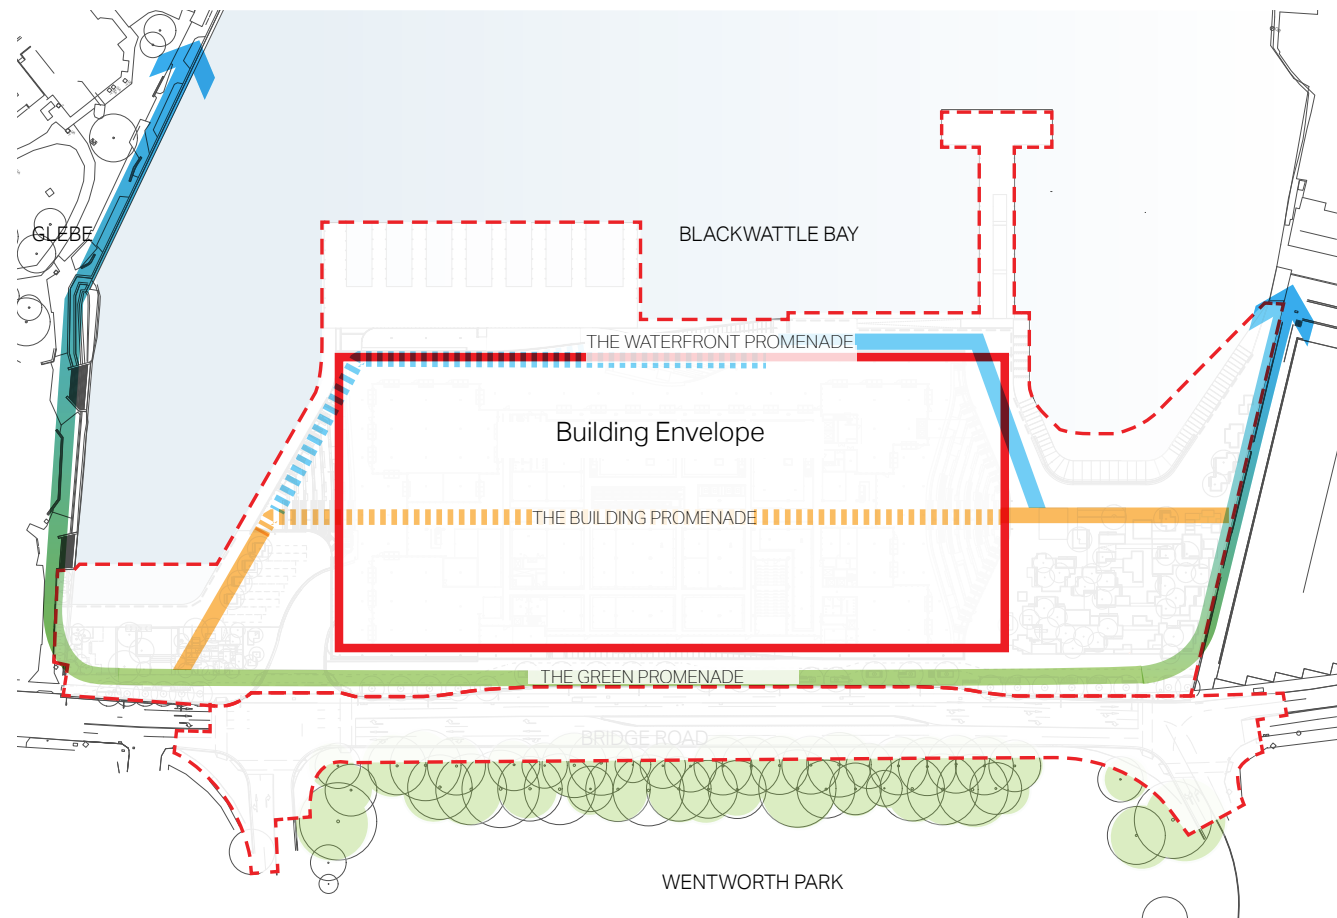 GLEBE
BLACKWATTLE BAY
THE WATERFRONT PROMENADE
Building Envelope
THE BUILDING PROMENADE
THE GREEN PROMENADE
BRIDGE ROAD
WENTWORTH PARK